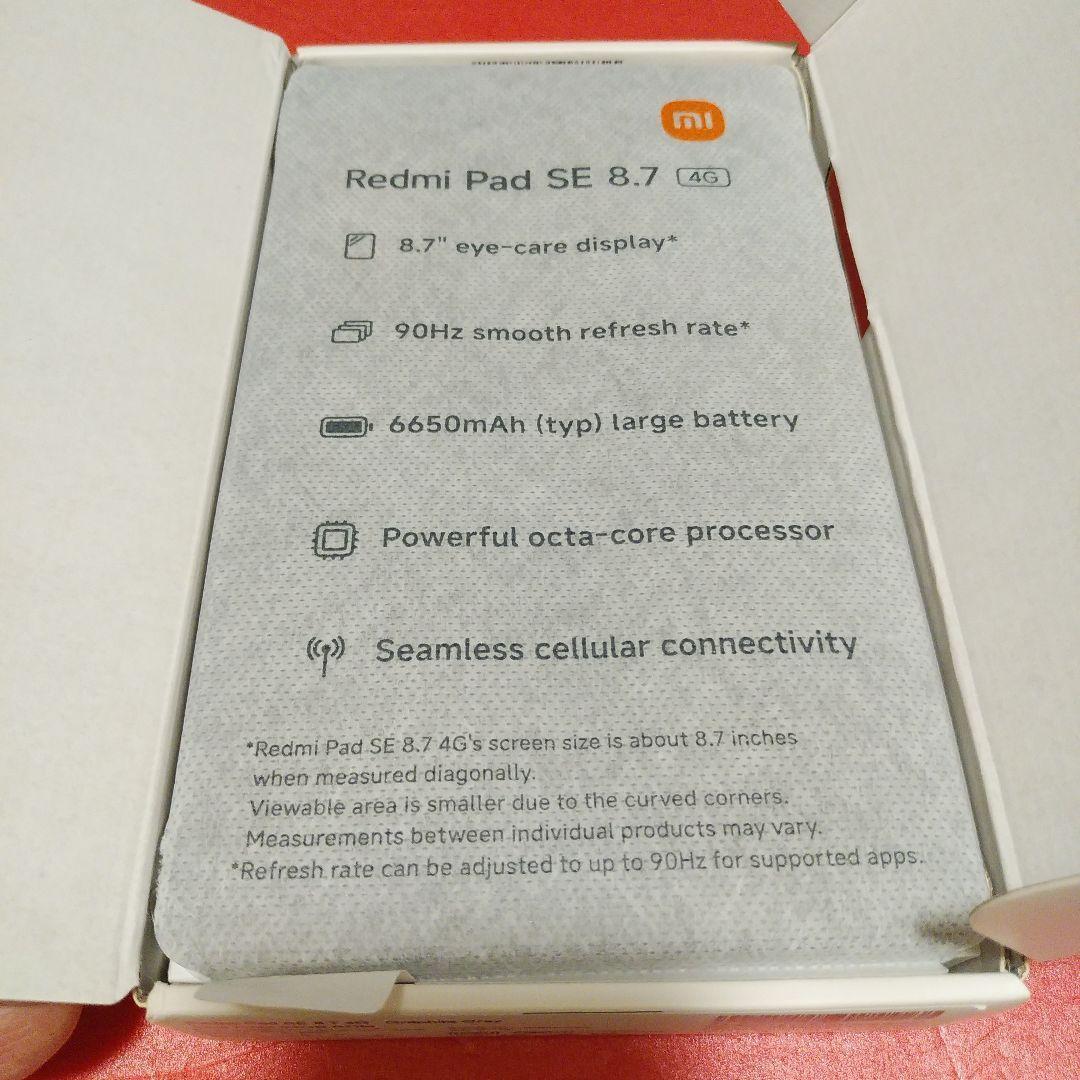 mi
Redmi Pad SE 8.7 4G
8.7" eye-care display*
90Hz smooth refresh rate*
6650mAh (typ) large battery
Powerful octa-core processor
Seamless cellular connectivity
*Redmi Pad SE 8.7 4G's screen size is about 8.7 inches
when measured diagonally.
Viewable area is smaller due to the curved corners.
Measurements between individual products may vary.
*Refresh rate can be adjusted to up to 90Hz for supported apps.